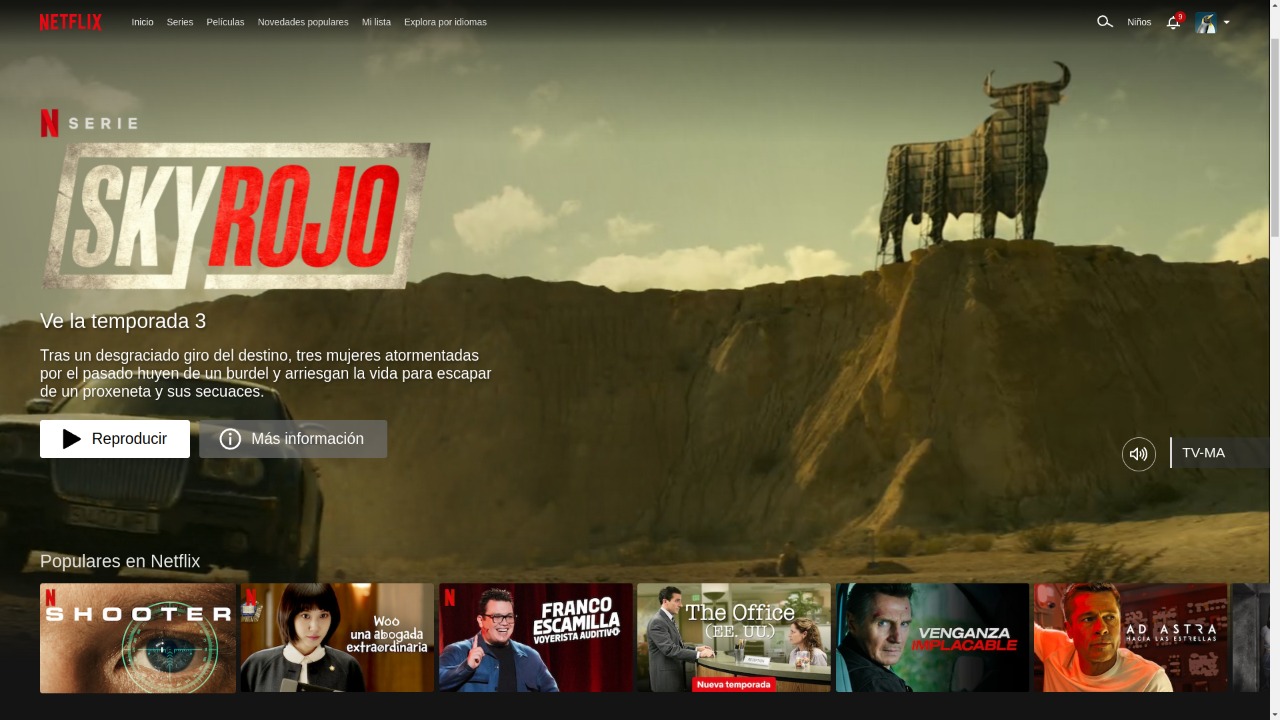 NETFLIX
Inicio
Series
Películas
Novedades populares
Mi lista
Explora por idiomas
Niños
9
N SERIE
SKYROJO
Ve la temporada 3
Tras un desgraciado giro del destino, tres mujeres atormentadas
por el pasado huyen de un burdel y arriesgan la vida para escapar
de un proxeneta y sus secuaces.
Reproducir
Más información
TV-MA
Populares en Netflix
N
SHOOTER
N
Woo
una abogada
extraordinaria
N
FRANCO
ESCAMILLA
VOYERISTA AUDITIVO
The Office
(EE. UU.)
Nueva temporada
VENGANZA
IMPLACABLE
AD ASTRA
HACIA LAS ESTRELLAS